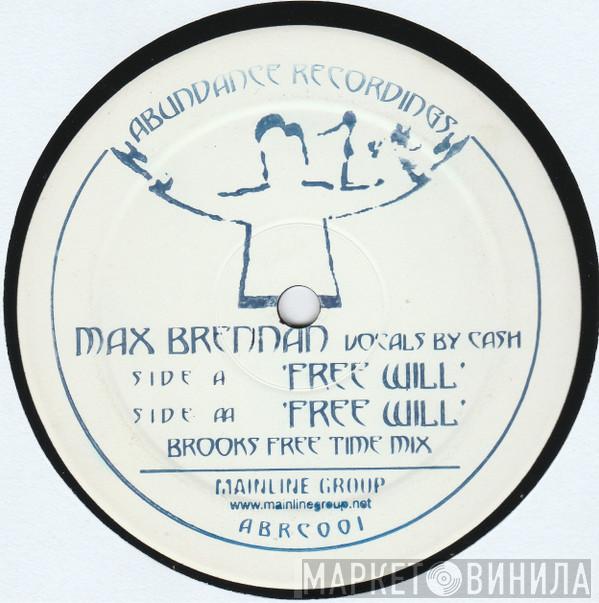 ABUNDANCE RECORDINGS
MAX BRENNAN VOCALS BY CASH
SIDE A 'FREE WILL'
SIDE AA 'FREE WILL'
BROOKS FREE TIME MIX
MAINLINE GROUP
www.mainlinegroup.net
ABRC001
МАРКЕТ ВИНИЛА